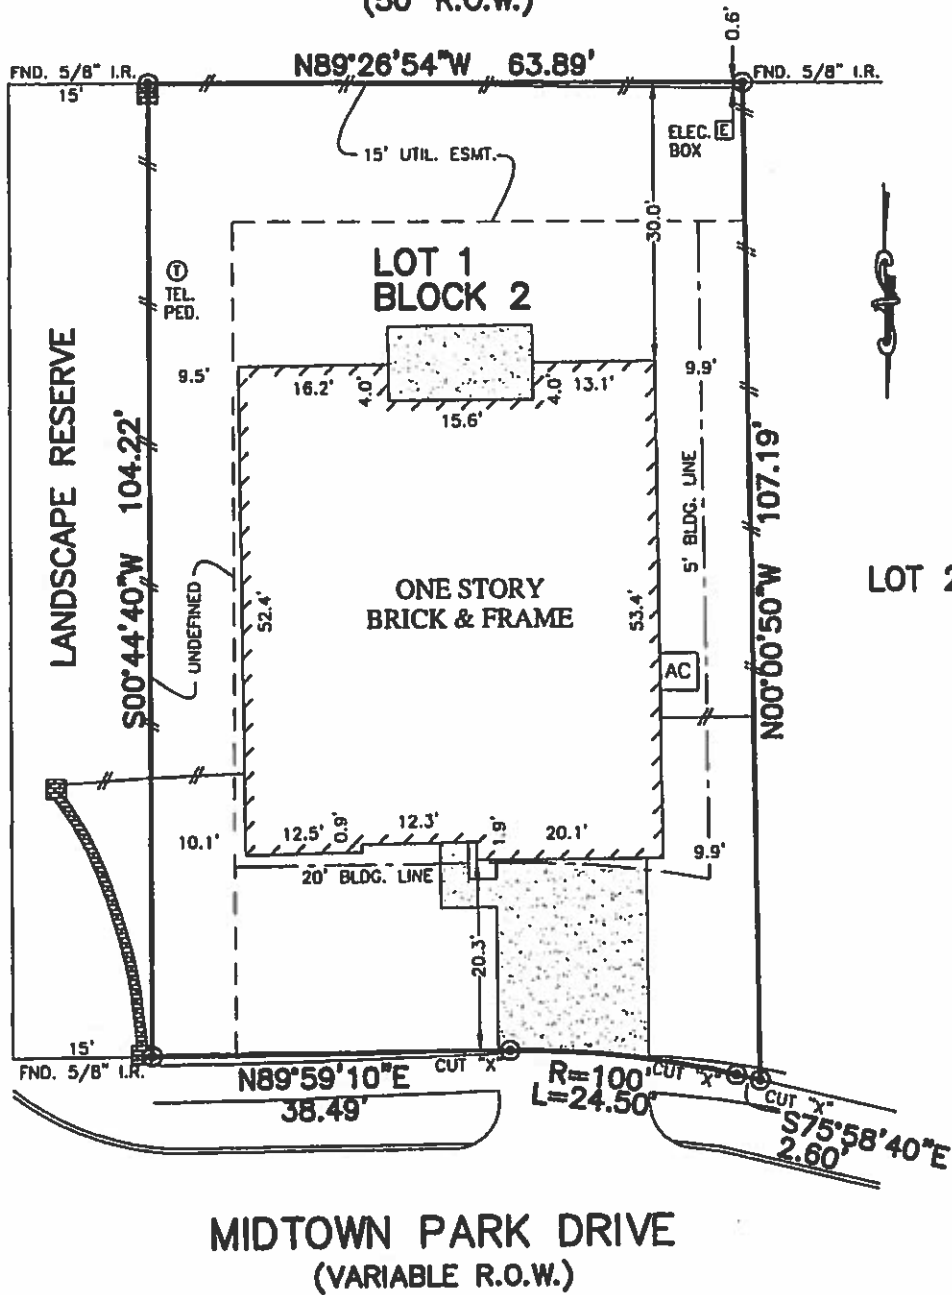 (50' R.O.W.)
0.6'
FND. 5/8" I.R.
N89°26'54"W 63.89'
FND. 5/8" I.R.
15'
ELEC. BOX
E
15' UTIL. ESMT.
30.0'
LOT 1
BLOCK 2
T
TEL.
PED.
9.5'
16.2'
4.0'
15.6'
4.0'
13.1'
9.9'
LANDSCAPE RESERVE
S00°44'40"W 104.22'
UNDEFINED
52.4'
ONE STORY
BRICK & FRAME
53.4'
5' BLDG. LINE
N00°00'50"W 107.19'
LOT 2
AC
10.1'
12.5'
0.9'
12.3'
1.9'
20.1'
9.9'
20' BLDG. LINE
20.3'
15'
FND. 5/8" I.R.
N89°59'10"E
38.49'
CUT "X"
R=100'
L=24.50'
CUT "X"
CUT "X"
S75°58'40"E
2.60'
MIDTOWN PARK DRIVE
(VARIABLE R.O.W.)